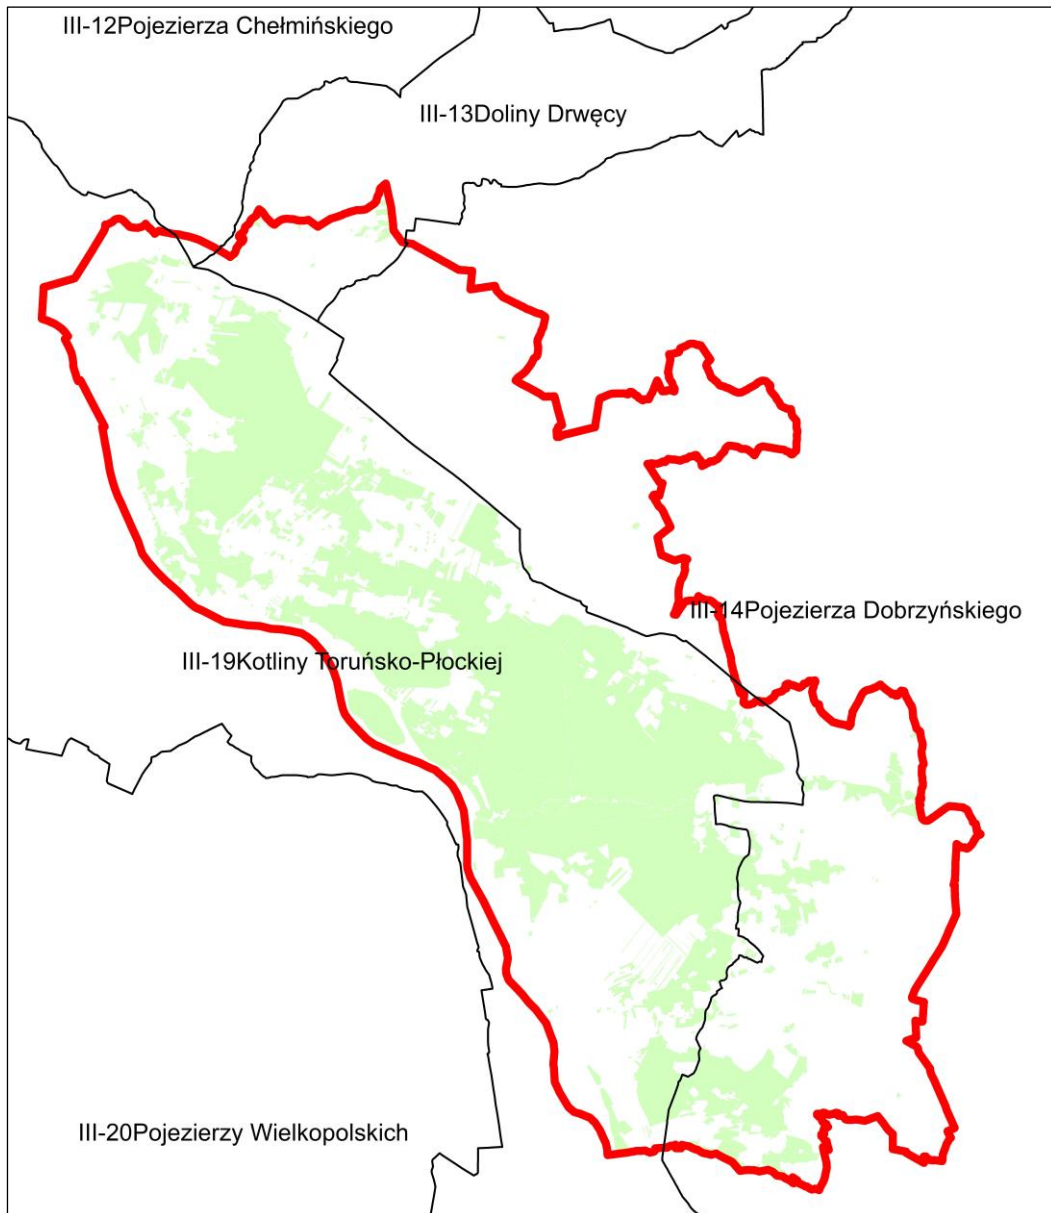 III-12Pojezierza Chełmińskiego
III-13Doliny Drwęcy
III-14Pojezierza Dobrzyńskiego
III-19Kotliny Toruńsko-Płockiej
III-20Pojezierzy Wielkopolskich